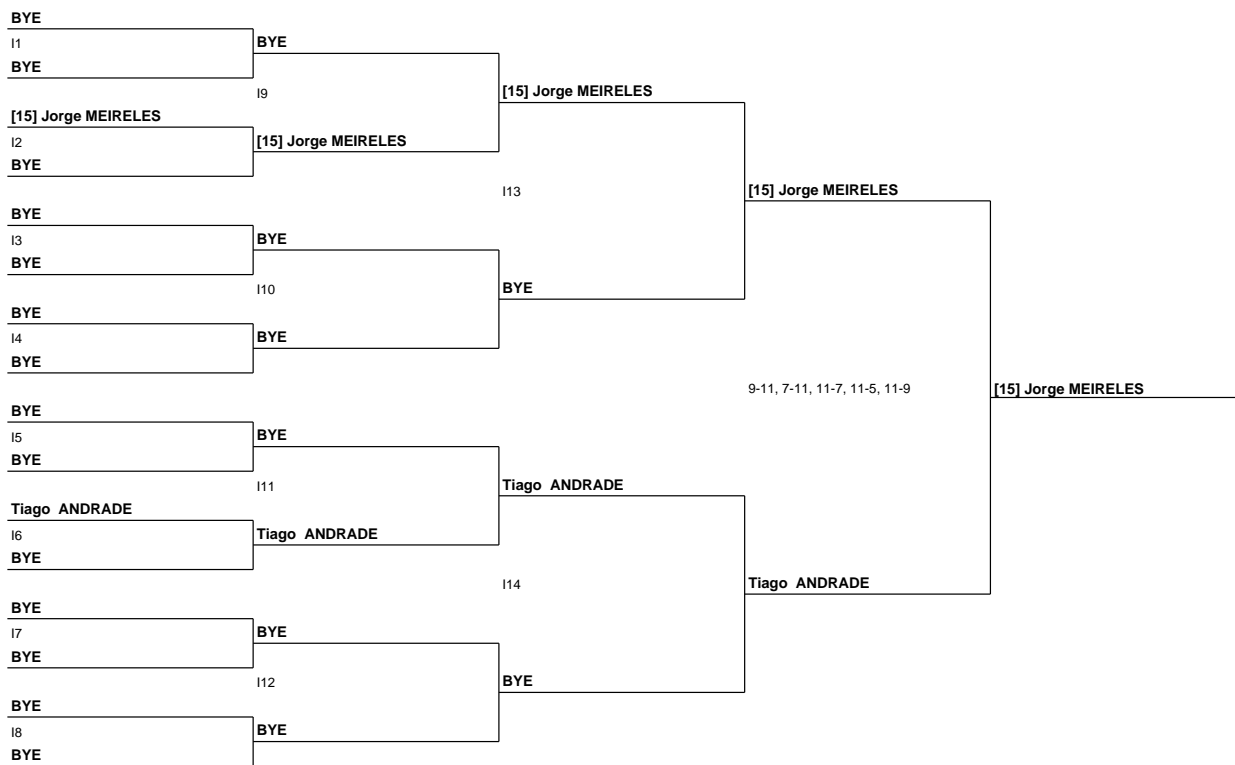 BYE
I1
BYE
BYE
I9
[15] Jorge MEIRELES
[15] Jorge MEIRELES
I2
[15] Jorge MEIRELES
BYE
I13
[15] Jorge MEIRELES
BYE
I3
BYE
BYE
I10
BYE
BYE
I4
BYE
BYE
9-11, 7-11, 11-7, 11-5, 11-9
[15] Jorge MEIRELES
BYE
I5
BYE
BYE
I11
Tiago ANDRADE
Tiago ANDRADE
I6
Tiago ANDRADE
BYE
I14
Tiago ANDRADE
BYE
I7
BYE
BYE
I12
BYE
BYE
I8
BYE
BYE